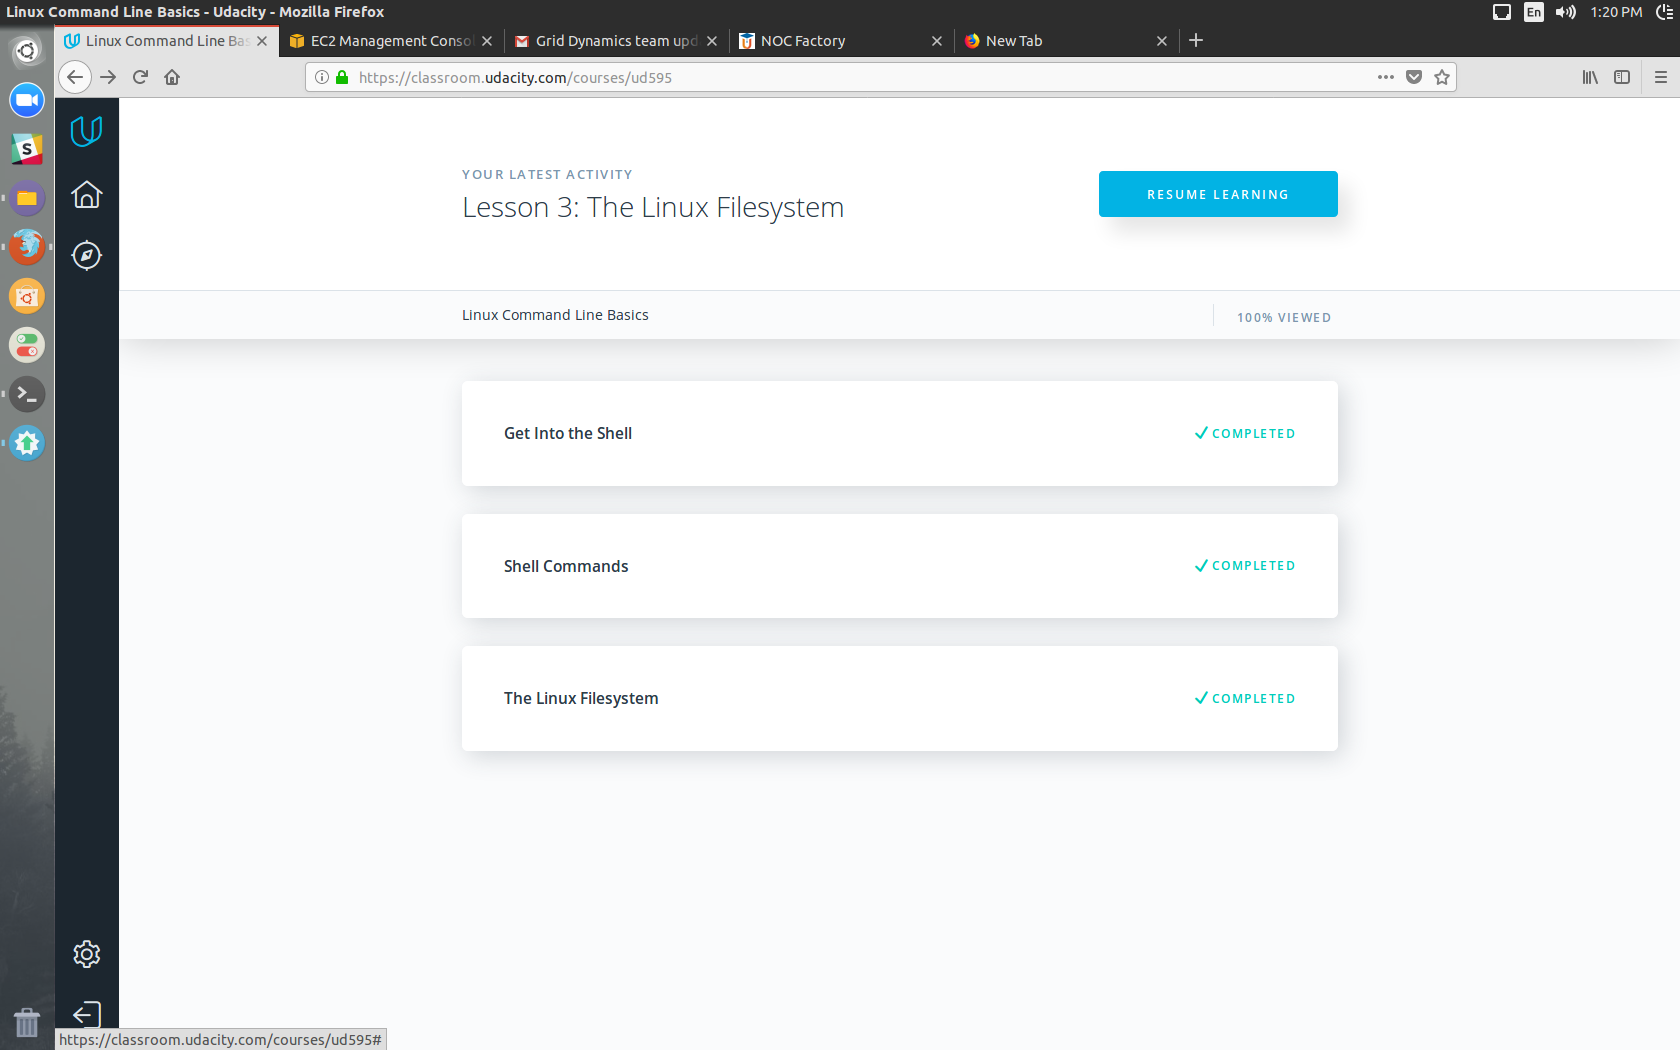 Linux Command Line Basics - Udacity - Mozilla Firefox
En
1:20 PM
Linux Command Line Bas
EC2 Management Consol
Grid Dynamics team upd
NOC Factory
New Tab
https://classroom.udacity.com/courses/ud595
S
YOUR LATEST ACTIVITY
Lesson 3: The Linux Filesystem
RESUME LEARNING
Linux Command Line Basics
100% VIEWED
Get Into the Shell
COMPLETED
Shell Commands
COMPLETED
The Linux Filesystem
COMPLETED
https://classroom.udacity.com/courses/ud595#